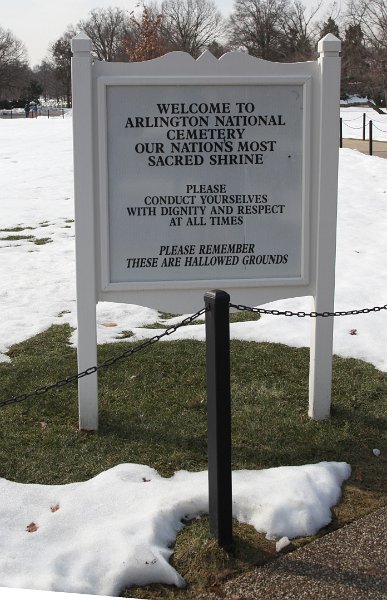 WELCOME TO
ARLINGTON NATIONAL
CEMETERY
OUR NATION'S MOST
SACRED SHRINE
PLEASE
CONDUCT YOURSELVES
WITH DIGNITY AND RESPECT
AT ALL TIMES
PLEASE REMEMBER
THESE ARE HALLOWED GROUNDS